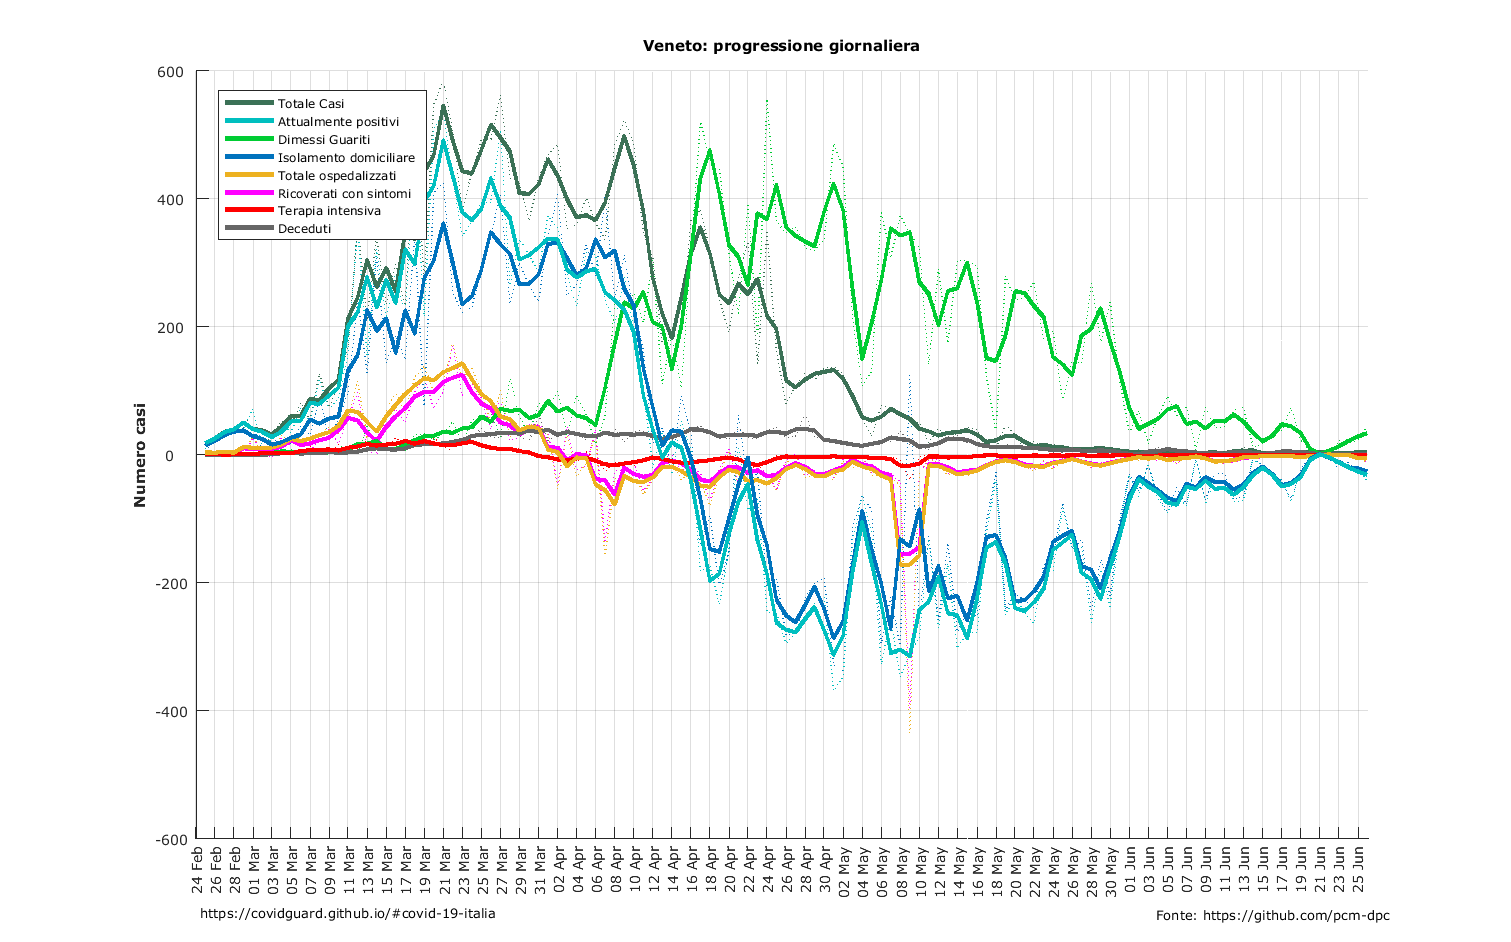 Veneto: progressione giornaliera
Numero casi
600
400
200
0
-200
-400
-600
Totale Casi
Attualmente positivi
Dimessi Guariti
Isolamento domiciliare
Totale ospedalizzati
Ricoverati con sintomi
Terapia intensiva
Deceduti
24 Feb
26 Feb
28 Feb
01 Mar
03 Mar
05 Mar
07 Mar
09 Mar
11 Mar
13 Mar
15 Mar
17 Mar
19 Mar
21 Mar
23 Mar
25 Mar
27 Mar
29 Mar
31 Mar
02 Apr
04 Apr
06 Apr
08 Apr
10 Apr
12 Apr
14 Apr
16 Apr
18 Apr
20 Apr
22 Apr
24 Apr
26 Apr
28 Apr
30 Apr
02 May
04 May
06 May
08 May
10 May
12 May
14 May
16 May
18 May
20 May
22 May
24 May
26 May
28 May
30 May
01 Jun
03 Jun
05 Jun
07 Jun
09 Jun
11 Jun
13 Jun
15 Jun
17 Jun
19 Jun
21 Jun
23 Jun
25 Jun
https://covidguard.github.io/#covid-19-italia
Fonte: https://github.com/pcm-dpc